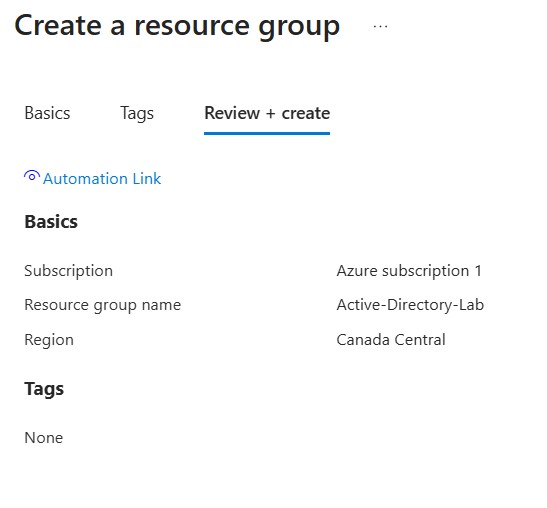 Create a resource group ...
Basics Tags Review + create
Automation Link
Basics
Subscription Azure subscription 1
Resource group name Active-Directory-Lab
Region Canada Central
Tags
None